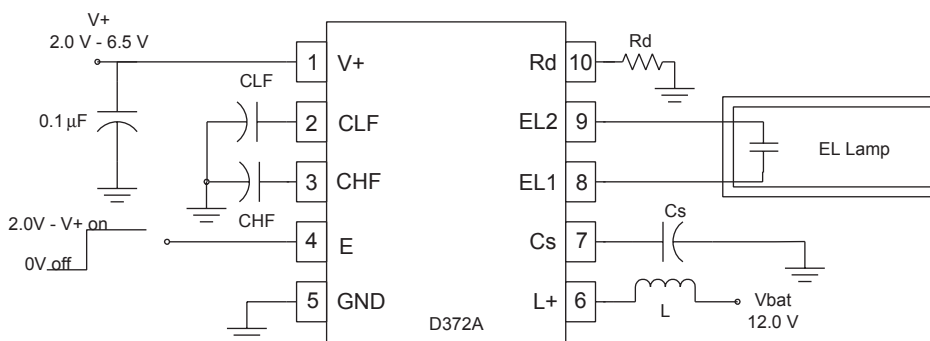 V+
2.0 V - 6.5 V
0.1 µF
CLF
CHF
2.0V - V+ on
0V off
1 V+
2 CLF
3 CHF
4 E
5 GND
D372A
Rd 10
EL2 9
EL1 8
Cs 7
L+ 6
Rd
EL Lamp
Cs
L
Vbat
12.0 V